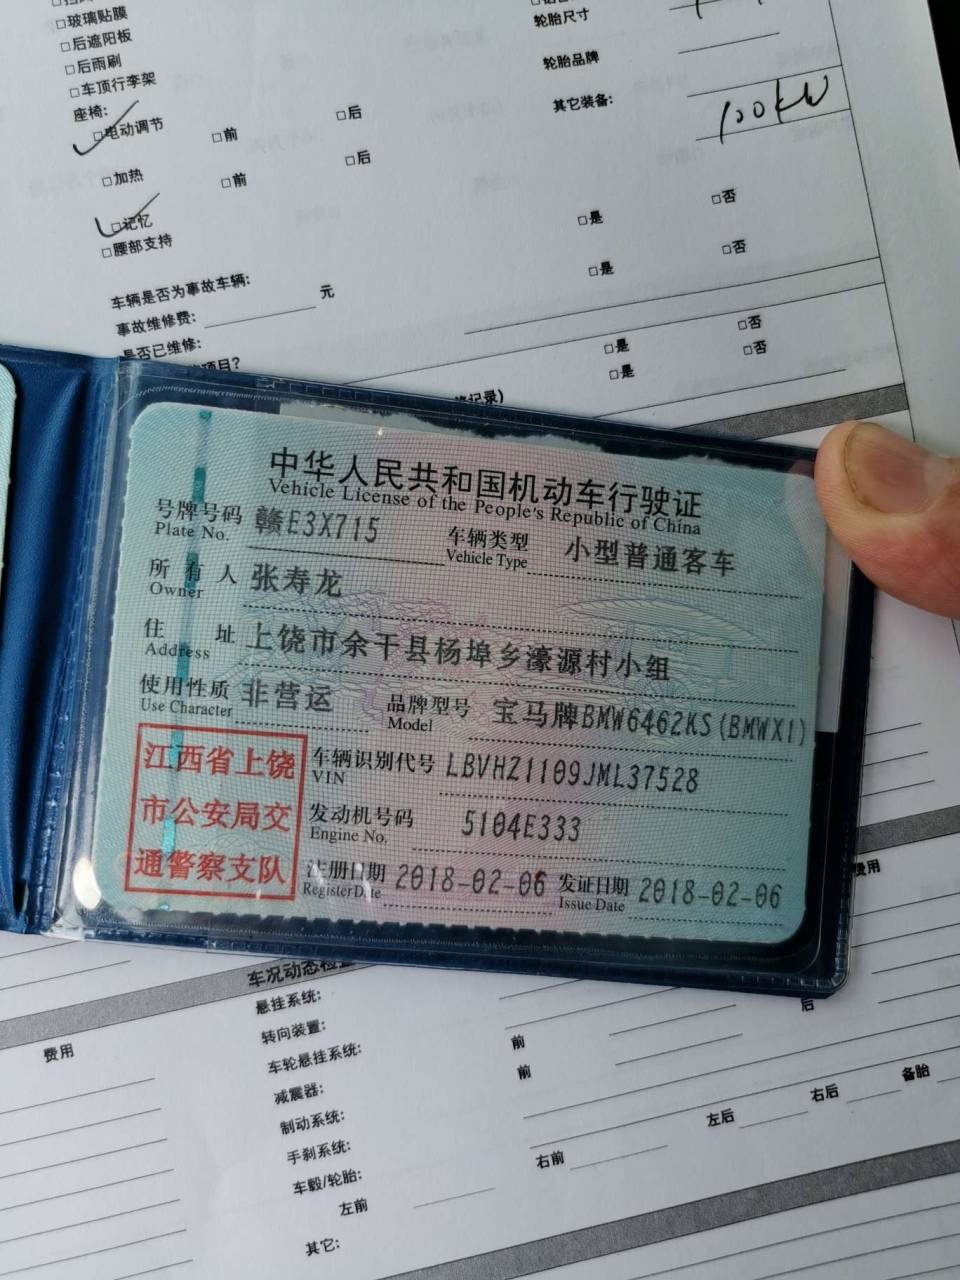 □玻璃贴膜
□后遮阳板
□后雨刷
□车顶行李架
座椅:
□电动调节 □前 □后
□加热 □前 □后
□记忆
□腰部支持
轮胎尺寸
轮胎品牌
其它装备: 100kW
车辆是否为事故车辆: □是 □否
事故维修费: 元 □是 □否
是否已维修:
项目? □是 □否
记录) □是 □否
中华人民共和国机动车行驶证
Vehicle License of the People's Republic of China
号牌号码 赣E3X715 车辆类型 小型普通客车
Plate No. Vehicle Type
所有人 张寿龙
Owner
住址 上饶市余干县杨埠乡濠源村小组
Address
使用性质 非营运 品牌型号 宝马牌BMW6462KS(BMWX1)
Use Character Model
江西省上饶
市公安局交
通警察支队
车辆识别代号 LBVHZ1109JML37528
VIN
发动机号码 5104E333
Engine No.
注册日期 2018-02-06 发证日期 2018-02-06
Register Date Issue Date
费用
车况动态检查
悬挂系统:
转向装置:
车轮悬挂系统: 前 后
减震器: 前
制动系统:
手刹系统:
车毂/轮胎:
左前 右前 左后 右后 备胎
其它:
费用